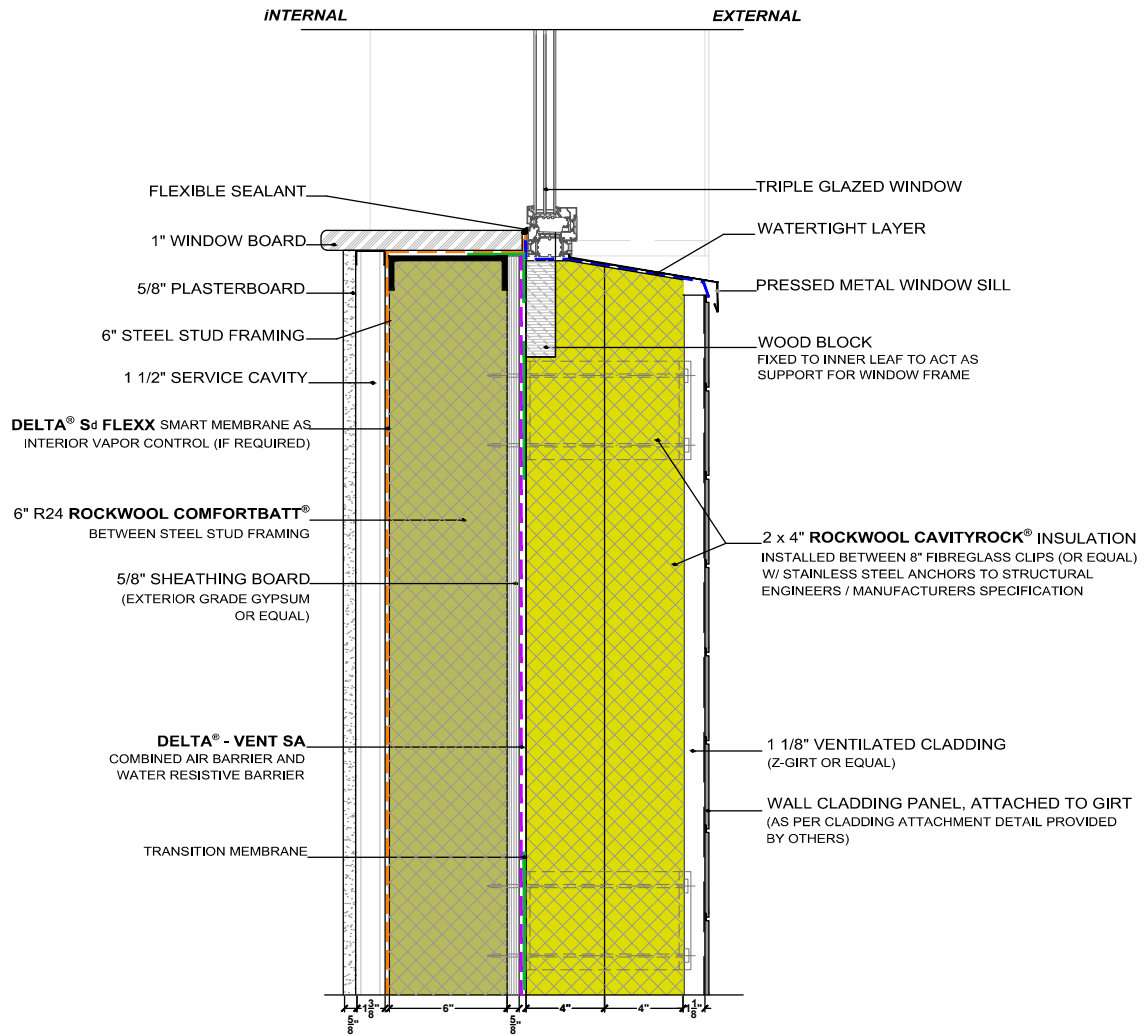 iNTERNAL
EXTERNAL
FLEXIBLE SEALANT
1" WINDOW BOARD
5/8" PLASTERBOARD
6" STEEL STUD FRAMING
1 1/2" SERVICE CAVITY
DELTA® Sd FLEXX SMART MEMBRANE AS
INTERIOR VAPOR CONTROL (IF REQUIRED)
6" R24 ROCKWOOL COMFORTBATT®
BETWEEN STEEL STUD FRAMING
5/8" SHEATHING BOARD
(EXTERIOR GRADE GYPSUM
OR EQUAL)
DELTA® - VENT SA
COMBINED AIR BARRIER AND
WATER RESISTIVE BARRIER
TRANSITION MEMBRANE
TRIPLE GLAZED WINDOW
WATERTIGHT LAYER
PRESSED METAL WINDOW SILL
WOOD BLOCK
FIXED TO INNER LEAF TO ACT AS
SUPPORT FOR WINDOW FRAME
2 x 4" ROCKWOOL CAVITYROCK® INSULATION
INSTALLED BETWEEN 8" FIBREGLASS CLIPS (OR EQUAL)
W/ STAINLESS STEEL ANCHORS TO STRUCTURAL
ENGINEERS / MANUFACTURERS SPECIFICATION
1 1/8" VENTILATED CLADDING
(Z-GIRT OR EQUAL)
WALL CLADDING PANEL, ATTACHED TO GIRT
(AS PER CLADDING ATTACHMENT DETAIL PROVIDED
BY OTHERS)
5/8" 1 3/8" 6" 5/8" 4" 4" 1 1/8"